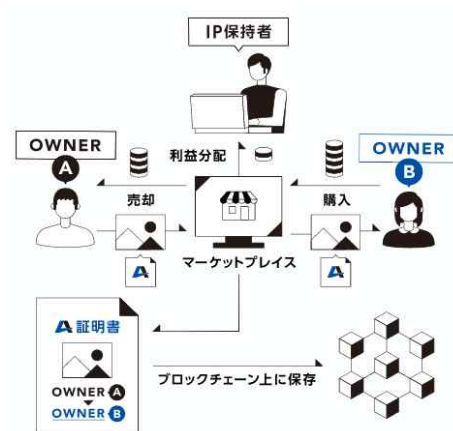 IP保持者
OWNER
A
利益分配
OWNER
B
売却
購入
マーケットプレイス
A
A
A 証明書
OWNER A
OWNER B
ブロックチェーン上に保存